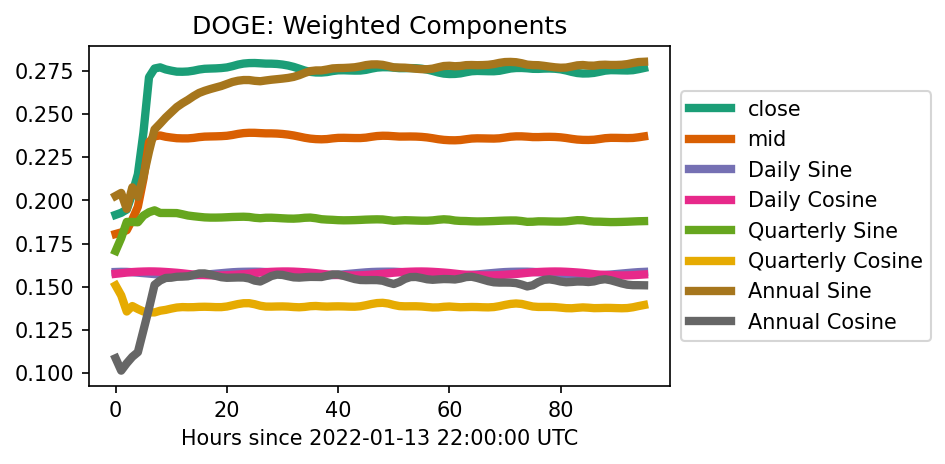 DOGE: Weighted Components
0.275
0.250
0.225
0.200
0.175
0.150
0.125
0.100
0 20 40 60 80
Hours since 2022-01-13 22:00:00 UTC
close
mid
Daily Sine
Daily Cosine
Quarterly Sine
Quarterly Cosine
Annual Sine
Annual Cosine